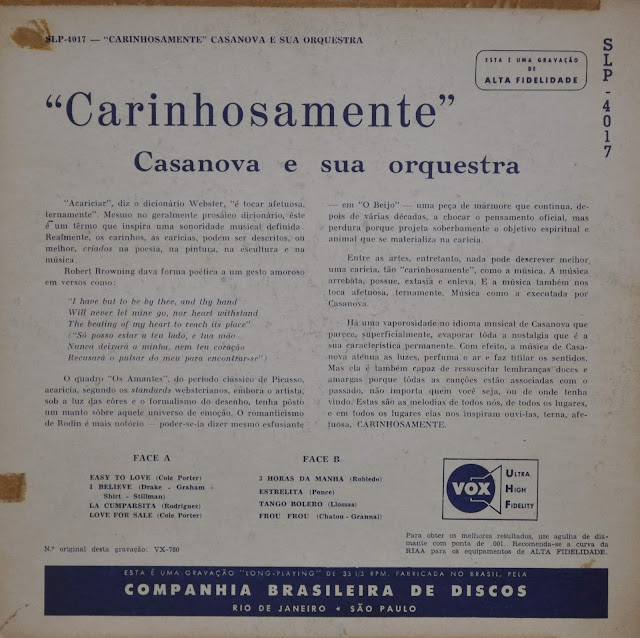 SLP-4017 — "CARINHOSAMENTE" CASANOVA E SUA ORQUESTRA
ESTA É UMA GRAVAÇÃO
DE
ALTA FIDELIDADE
SLP-4017
"Carinhosamente"
Casanova e sua orquestra
"Acariciar", diz o dicionário Webster, "é tocar afetuosa,
ternamente". Mesmo no geralmente prosáico dicionário, êste
é um têrmo que inspira uma sonoridade musical definida.
Realmente, os carinhos, as carícias, podem ser descritos, ou
melhor, criados na poesia, na pintura, na escultura e na
música.
Robert Browning dava forma poética a um gesto amoroso
em versos como:
"I have but to be by thee, and thy hand
Will never let mine go, nor heart withstand
The beating of my heart to reach its place"
("Só posso estar a teu lado, e tua mão
Nunca deixará a minha, nem teu coração
Recusará o pulsar do meu para encontrar-se")
O quadro "Os Amantes", do período clássico de Picasso,
acaricia, segundo os standards websterianos, embora o artista,
sob a luz das côres e o formalismo do desenho, tenha pôsto
um manto sôbre aquele universo de emoção. O romanticismo
de Rodin é mais notório — poder-se-ia dizer mesmo esfusiante
— em "O Beijo" — uma peça de mármore que continua, de-
pois de várias décadas, a chocar o pensamento oficial, mas
perdura porque projeta soberbamente o objetivo espiritual e
animal que se materializa na carícia.
Entre as artes, entretanto, nada pode descrever melhor
uma carícia, tão "carinhosamente", como a música. A música
arrebata, possue, extasia e enleva. E a música também nos
toca afetuosa, ternamente. Música como a executada por
Casanova.
Há uma vaporosidade no idioma musical de Casanova que
parece, superficialmente, evaporar tôda a nostalgia que é a
sua característica permanente. Com efeito, a música de Casa-
nova atenua as luzes, perfuma o ar e faz titilar os sentidos.
Mas ela é também capaz de ressuscitar lembranças doces e
amargas porque tôdas as canções estão associadas com o
passado, não importa quem você seja, ou de onde tenha
vindo. Estas são as melodias de todos nós, de todos os lugares,
e em todos os lugares elas nos inspiram ouvi-las, terna, afe-
tuosa, CARINHOSAMENTE.
FACE A
EASY TO LOVE (Cole Porter)
I BELIEVE (Drake - Graham -
Shirt - Stillman)
LA CUMPARSITA (Rodriguez)
LOVE FOR SALE (Cole Porter)
FACE B
3 HORAS DA MANHA (Robledo)
ESTRELITA (Ponce)
TANGO BOLERO (Llossas)
FROU FROU (Chatou - Grannal)
VOX
ULTRA
HIGH
FIDELITY
N.º original desta gravação: VX-780
Para obter os melhores resultados, use agulha de dia-
mante com ponta de .001. Recomenda-se a curva da
RIAA para os equipamentos de ALTA FIDELIDADE.
ESTA É UMA GRAVAÇÃO "LONG-PLAYING" DE 33 1/3 RPM, FABRICADA NO BRASIL, PELA
COMPANHIA BRASILEIRA DE DISCOS
RIO DE JANEIRO * SÃO PAULO